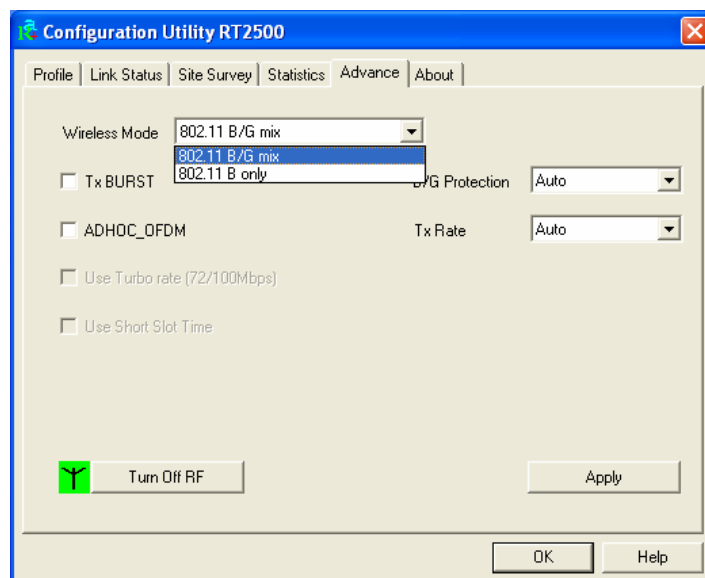 Configuration Utility RT2500
Profile Link Status Site Survey Statistics Advance About
Wireless Mode 802.11 B/G mix
802.11 B/G mix
802.11 B only
Tx BURST B/G Protection Auto
ADHOC_OFDM Tx Rate Auto
Use Turbo rate (72/100Mbps)
Use Short Slot Time
Turn Off RF Apply
OK Help